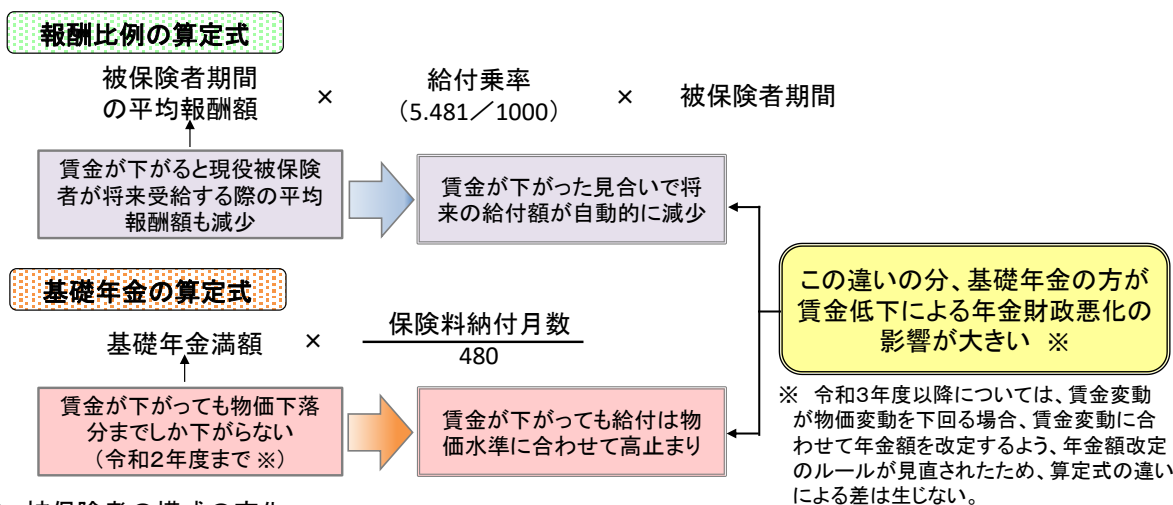 報酬比例の算定式
被保険者期間
の平均報酬額
×
給付乗率
（5.481／1000）
×
被保険者期間
賃金が下がると現役被保険
者が将来受給する際の平均
報酬額も減少
賃金が下がった見合いで将
来の給付額が自動的に減少
基礎年金の算定式
基礎年金満額
×
保険料納付月数
480
賃金が下がっても物価下落
分までしか下がらない
（令和２年度まで ※）
賃金が下がっても給付は物
価水準に合わせて高止まり
この違いの分、基礎年金の方が
賃金低下による年金財政悪化の
影響が大きい ※
※ 令和３年度以降については、賃金変動
が物価変動を下回る場合、賃金変動に合
わせて年金額を改定するよう、年金額改定
のルールが見直されたため、算定式の違い
による差は生じない。